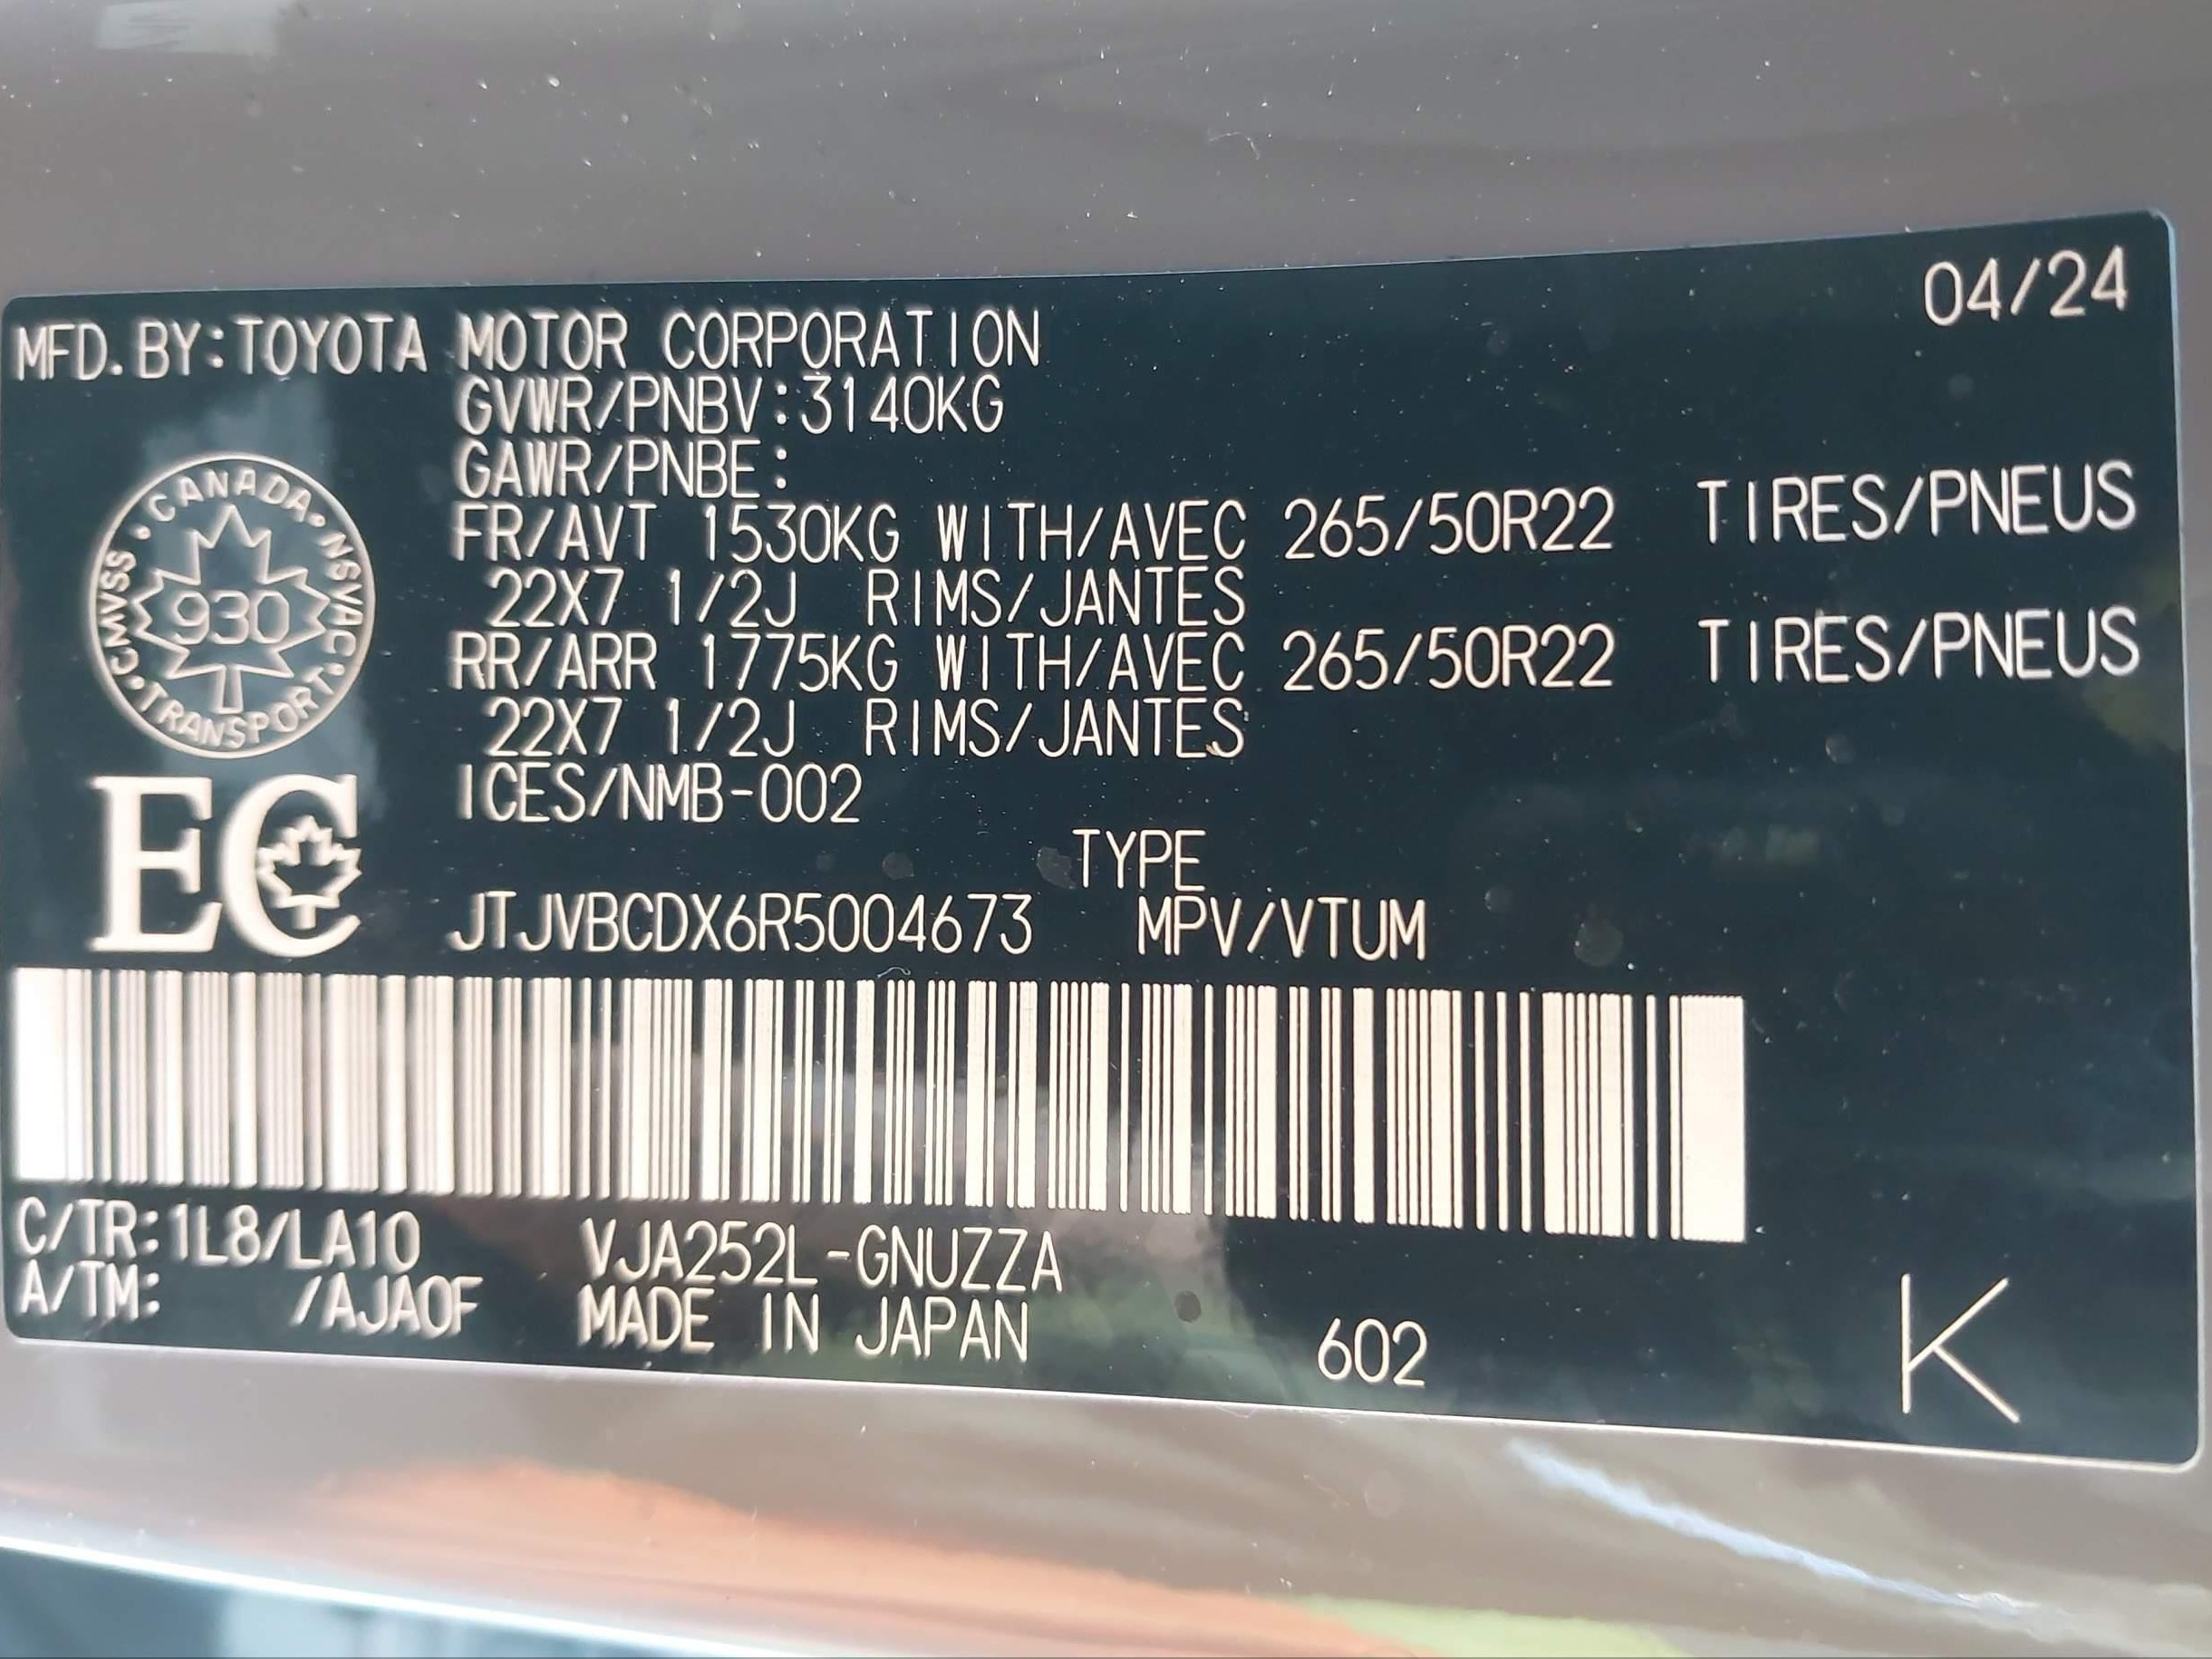 04/24
MFD.BY:TOYOTA MOTOR CORPORATION
GVWR/PNBV:3140KG
GAWR/PNBE:
FR/AVT 1530KG WITH/AVEC 265/50R22 TIRES/PNEUS
22X7 1/2J RIMS/JANTES
RR/ARR 1775KG WITH/AVEC 265/50R22 TIRES/PNEUS
22X7 1/2J RIMS/JANTES
ICES/NMB-002
CANADA · NSVAC · TRANSPORT · CMVSS ·
930
EC
TYPE
JTJVBCDX6R5004673 MPV/VTUM
C/TR:1L8/LA10 VJA252L-GNUZZA
A/TM: /AJA0F MADE IN JAPAN 602
K